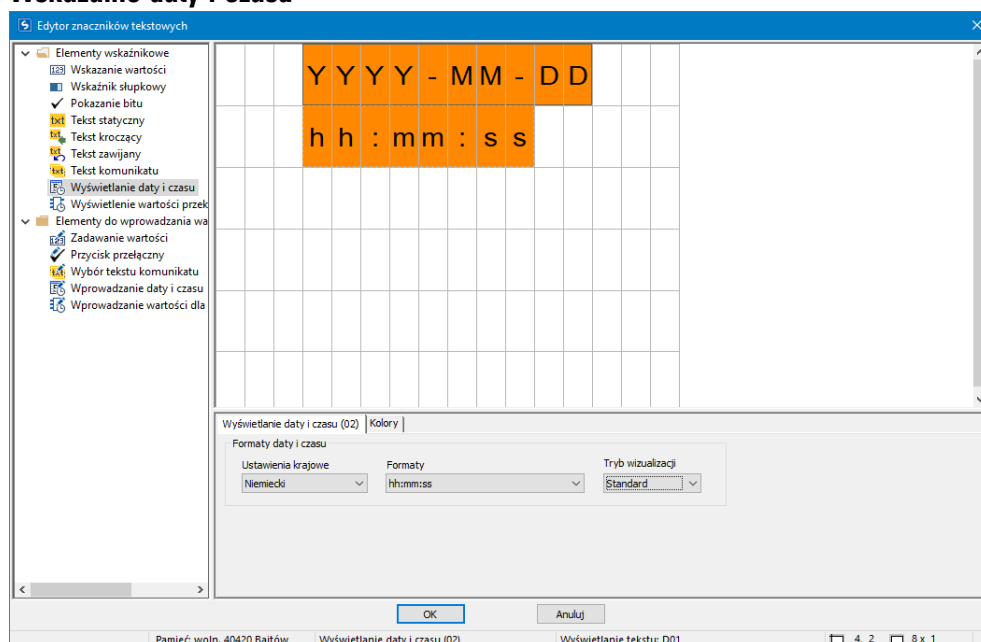 Wskazanie daty i czasu
Edytor znaczników tekstowych
Elementy wskaźnikowe
Wskazanie wartości
Wskaźnik słupkowy
Pokazanie bitu
Tekst statyczny
Tekst kroczący
Tekst zawijany
Tekst komunikatu
Wyświetlanie daty i czasu
Wyświetlenie wartości przek
Elementy do wprowadzania wa
Zadawanie wartości
Przycisk przełączny
Wybór tekstu komunikatu
Wprowadzanie daty i czasu
Wprowadzanie wartości dla
YYYY-MM-DD
hh:mm:ss
Wyświetlanie daty i czasu (02) Kolory
Formaty daty i czasu
Ustawienia krajowe Formaty Tryb wizualizacji
Niemiecki hh:mm:ss Standard
OK Anuluj
Pamięć: woln. 40420 Bajtów Wyświetlanie daty i czasu (02) Wyświetlanie tekstu: D01 4, 2 8 x 1